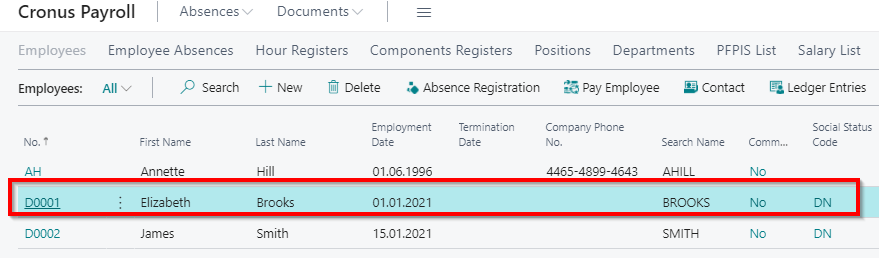 Cronus Payroll Absences Documents
Employees Employee Absences Hour Registers Components Registers Positions Departments PFPIS List Salary List
Employees: All Search New Delete Absence Registration Pay Employee Contact Ledger Entries
No. ↑ First Name Last Name Employment Date Termination Date Company Phone No. Search Name Comm... Social Status Code
AH Annette Hill 01.06.1996 4465-4899-4643 AHILL No
D0001 Elizabeth Brooks 01.01.2021 BROOKS No DN
D0002 James Smith 15.01.2021 SMITH No DN